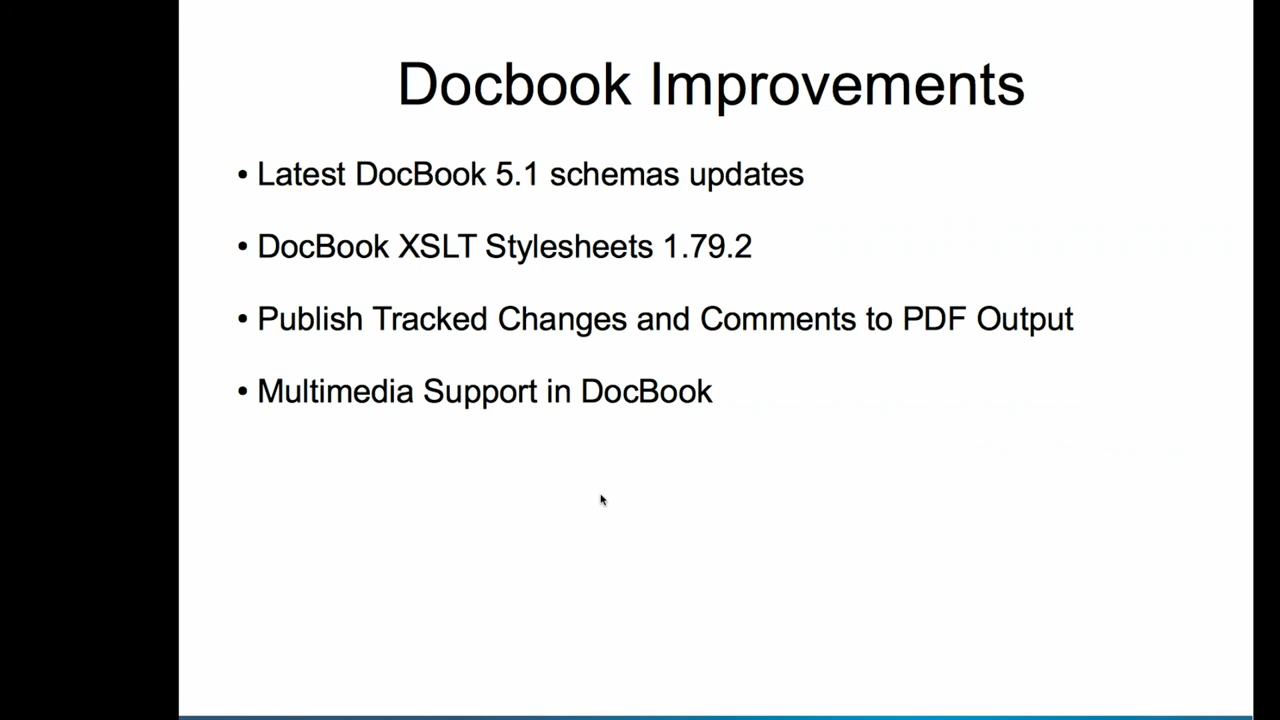 Docbook Improvements
• Latest DocBook 5.1 schemas updates
• DocBook XSLT Stylesheets 1.79.2
• Publish Tracked Changes and Comments to PDF Output
• Multimedia Support in DocBook